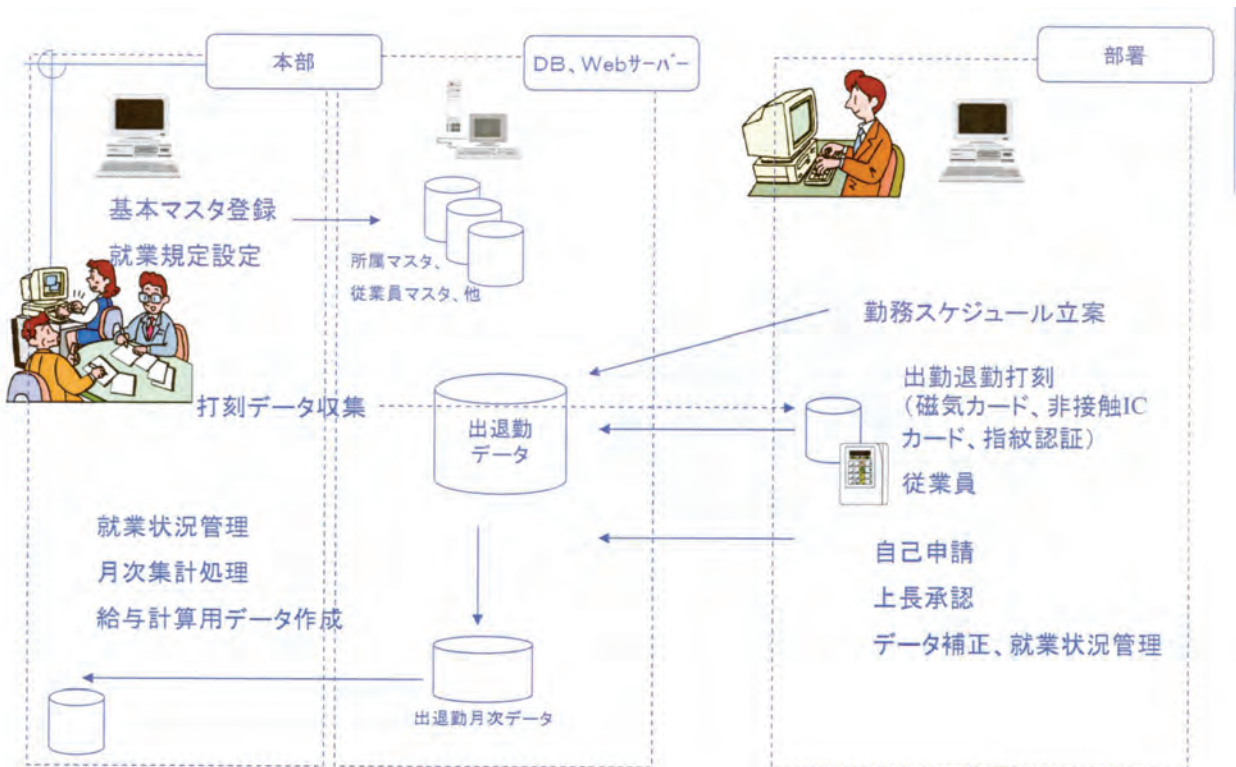 本部
DB、Webサーバー
部署
基本マスタ登録
就業規定設定
所属マスタ、
従業員マスタ、他
勤務スケジュール立案
出勤退勤打刻
（磁気カード、非接触IC
カード、指紋認証）
従業員
打刻データ収集
出退勤
データ
就業状況管理
月次集計処理
給与計算用データ作成
自己申請
上長承認
データ補正、就業状況管理
出退勤月次データ